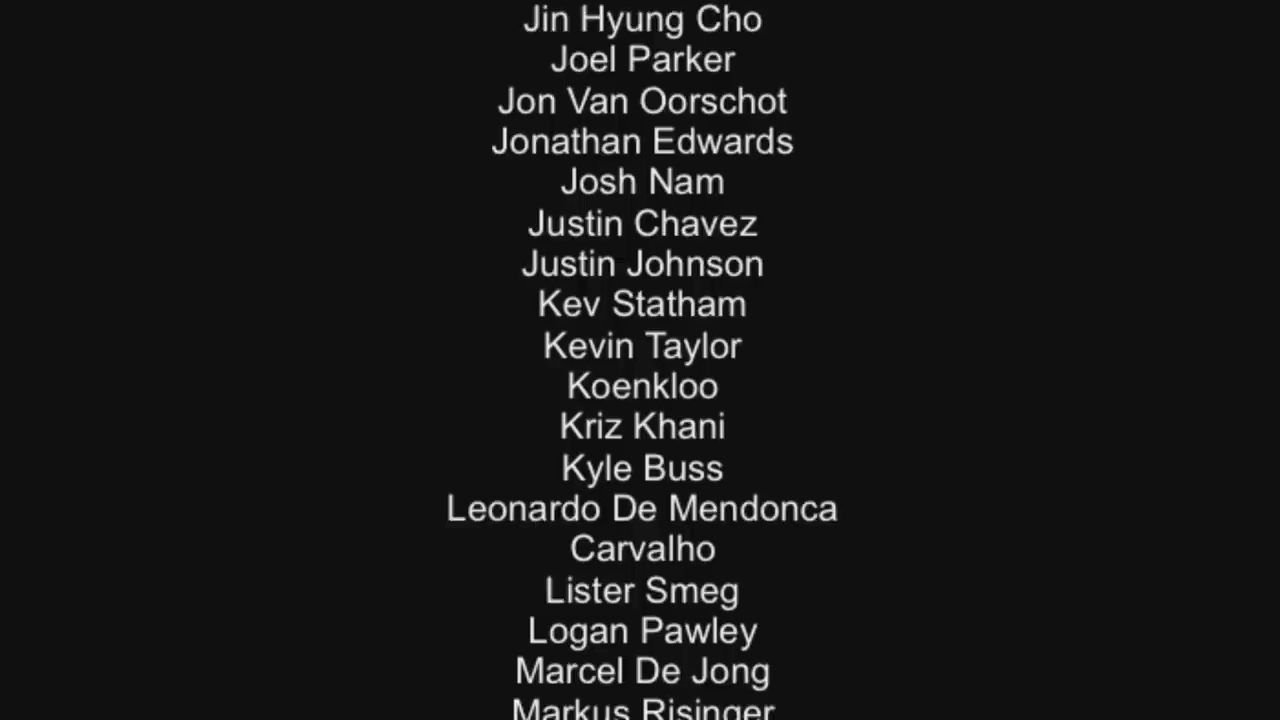 Jin Hyung Cho
Joel Parker
Jon Van Oorschot
Jonathan Edwards
Josh Nam
Justin Chavez
Justin Johnson
Kev Statham
Kevin Taylor
Koenkloo
Kriz Khani
Kyle Buss
Leonardo De Mendonca
Carvalho
Lister Smeg
Logan Pawley
Marcel De Jong
Markus Risinger